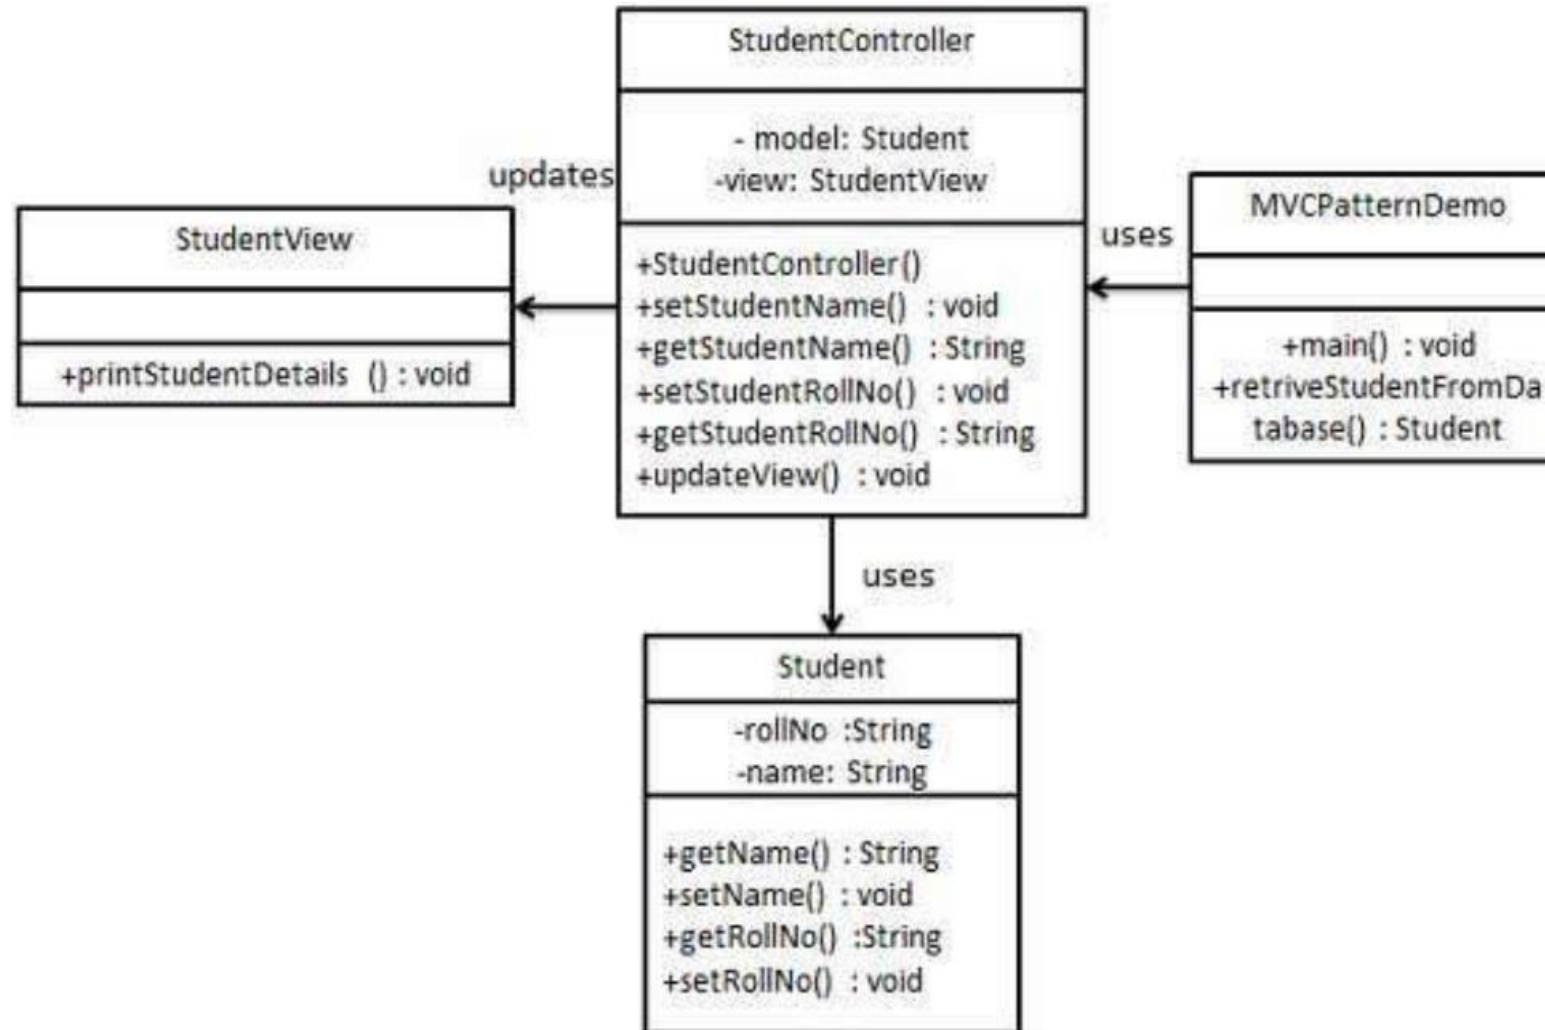 StudentController
- model: Student
-view: StudentView
+StudentController()
+setStudentName() : void
+getStudentName() : String
+setStudentRollNo() : void
+getStudentRollNo() : String
+updateView() : void
updates
StudentView
+printStudentDetails () : void
uses
MVCPatternDemo
+main() : void
+retriveStudentFromDa
tabase() : Student
uses
Student
-rollNo :String
-name: String
+getName() : String
+setName() : void
+getRollNo() :String
+setRollNo() : void